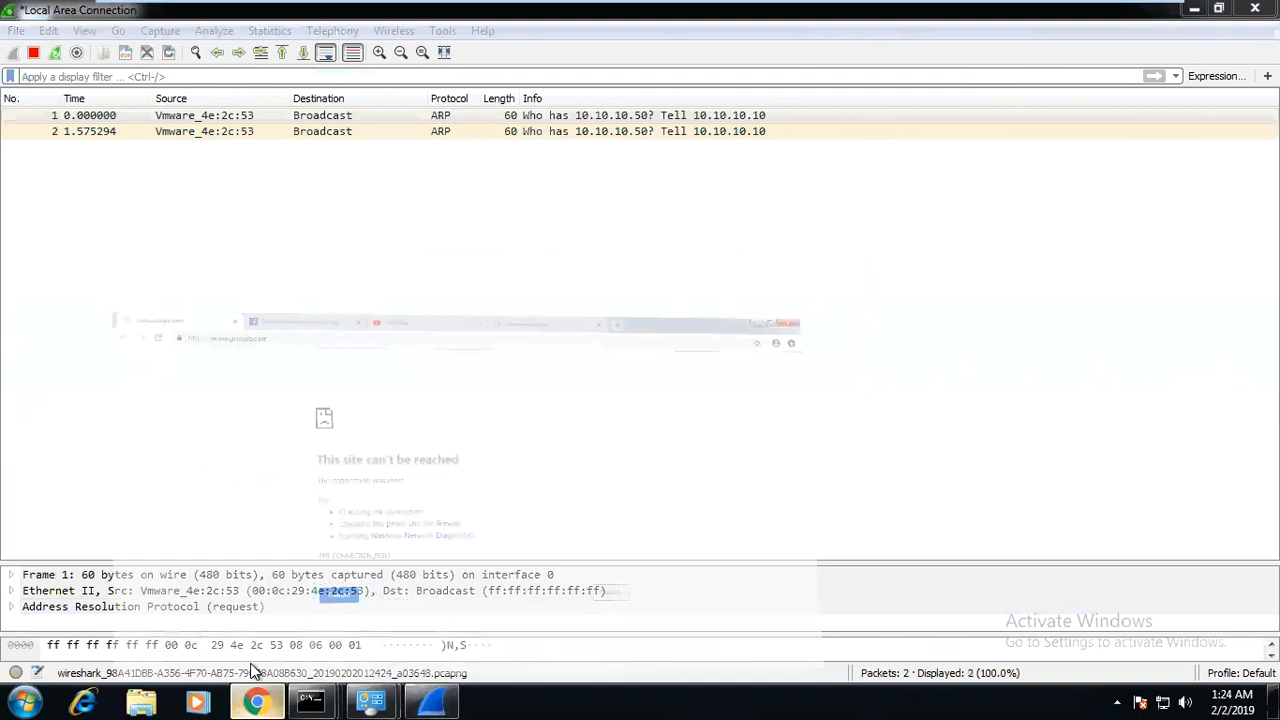 *Local Area Connection
File Edit View Go Capture Analyze Statistics Telephony Wireless Tools Help
Apply a display filter ... <Ctrl-/> Expression... +
No. Time Source Destination Protocol Length Info
1 0.000000 Vmware_4e:2c:53 Broadcast ARP 60 Who has 10.10.10.50? Tell 10.10.10.10
2 1.575294 Vmware_4e:2c:53 Broadcast ARP 60 Who has 10.10.10.50? Tell 10.10.10.10
This site can't be reached
Frame 1: 60 bytes on wire (480 bits), 60 bytes captured (480 bits) on interface 0
Ethernet II, Src: Vmware_4e:2c:53 (00:0c:29:4e:2c:53), Dst: Broadcast (ff:ff:ff:ff:ff:ff)
Address Resolution Protocol (request)
Activate Windows
Go to Settings to activate Windows.
0000 ff ff ff ff ff ff 00 0c 29 4e 2c 53 08 06 00 01 ········ )N,S····
Packets: 2 · Displayed: 2 (100.0%) Profile: Default
1:24 AM
2/2/2019